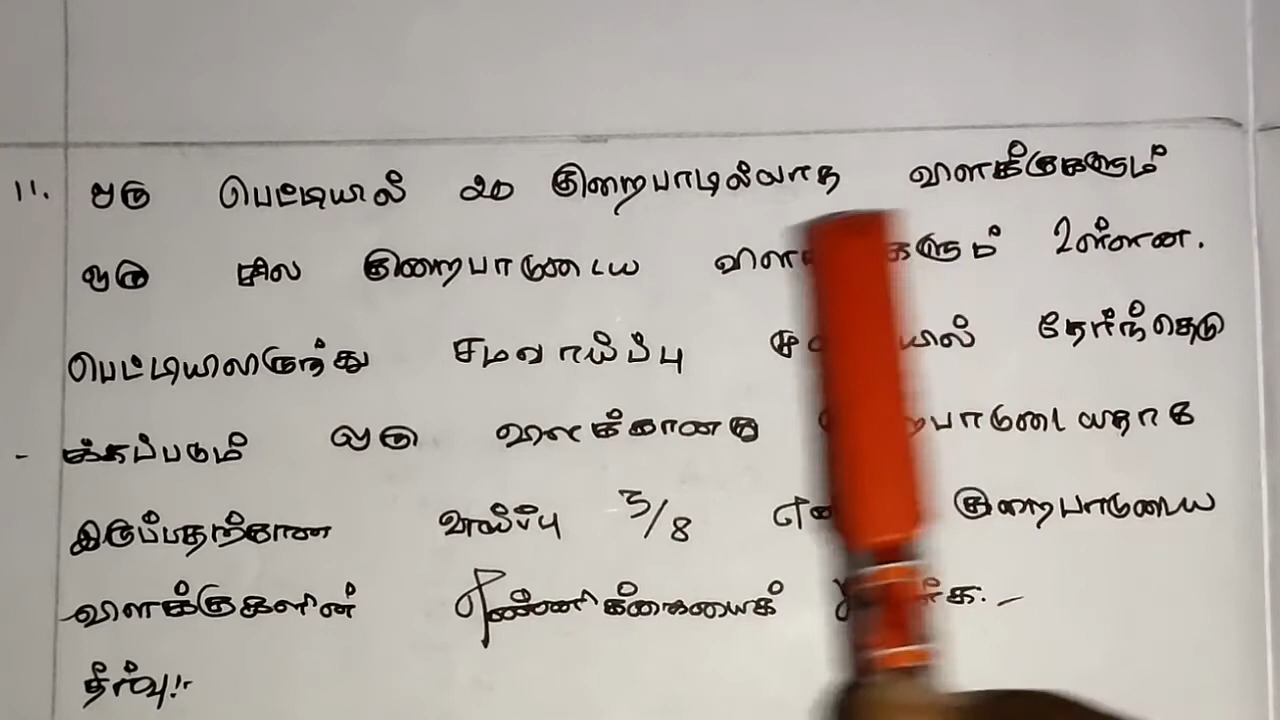 11. ஒரு பெட்டியில் 20 குறைபாடில்லாத விளக்குகளும்
ஒரு சில குறைபாடுடைய உள்ளன.
பெட்டியிலிருந்து சமவாய்ப்பு தேர்ந்தெடு
- க்கப்படும் ஒரு விளக்கானது
இருப்பதற்கான வாய்ப்பு 3/8 குறைபாடுடைய
விளக்குகளின் எண்ணிக்கையைக்
தீர்வு:-